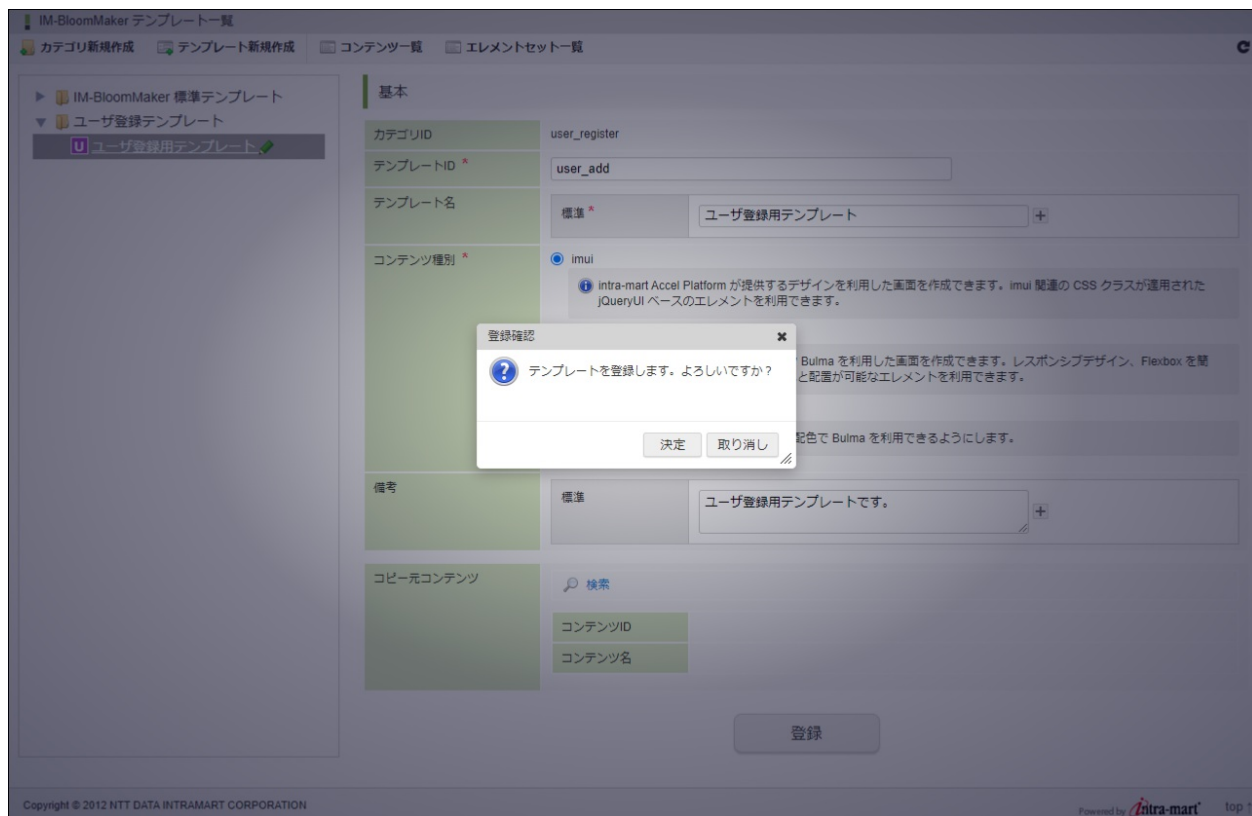 IM-BloomMaker テンプレート一覧
カテゴリ新規作成 テンプレート新規作成 コンテンツ一覧 エレメントセット一覧
IM-BloomMaker 標準テンプレート
ユーザ登録テンプレート
U ユーザ登録用テンプレート
基本
カテゴリID user_register
テンプレートID * user_add
テンプレート名 標準 * ユーザ登録用テンプレート
コンテンツ種別 * imui
intra-mart Accel Platform が提供するデザインを利用した画面を作成できます。imui 関連の CSS クラスが適用された
jQueryUI ベースのエレメントを利用できます。
登録確認
テンプレートを登録します。よろしいですか？
決定 取り消し
Bulma を利用した画面を作成できます。レスポンシブデザイン、Flexbox を
と配置が可能なエレメントを利用できます。
配色で Bulma を利用できるようにします。
備考 標準 ユーザ登録用テンプレートです。
コピー元コンテンツ 検索
コンテンツID
コンテンツ名
登録
Copyright © 2012 NTT DATA INTRAMART CORPORATION
Powered by intra-mart top